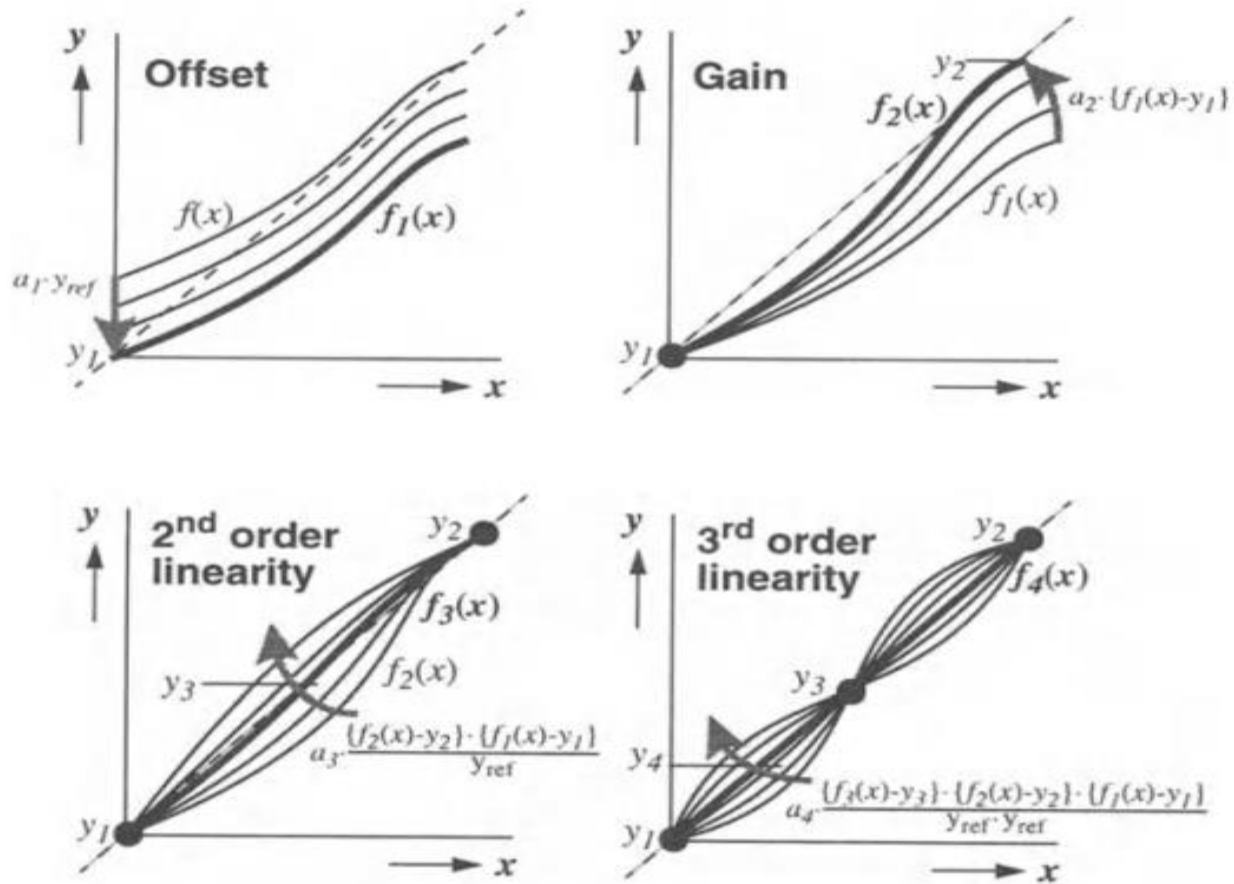 y
Offset
f(x)
f1(x)
a1·yref
y1
x
y
Gain
y2
f2(x)
a2·{f1(x)-y1}
f1(x)
y1
x
y
2nd order
linearity
y2
f3(x)
y3
f2(x)
a3· {f2(x)-y2}·{f1(x)-y1}
yref
y1
x
y
3rd order
linearity
y2
f4(x)
y3
y4
a4· {f3(x)-y3}·{f2(x)-y2}·{f1(x)-y1}
yref·yref
y1
x